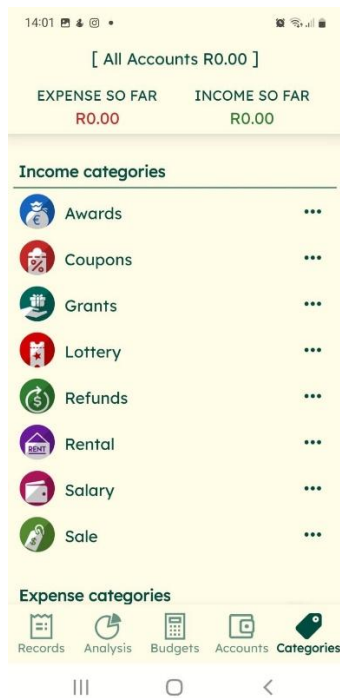 14:01
[ All Accounts R0.00 ]
EXPENSE SO FAR INCOME SO FAR
R0.00 R0.00
Income categories
€ Awards
% Coupons
Grants
Lottery
$ Refunds
RENT Rental
Salary
$ Sale
Expense categories
Records Analysis Budgets Accounts Categories